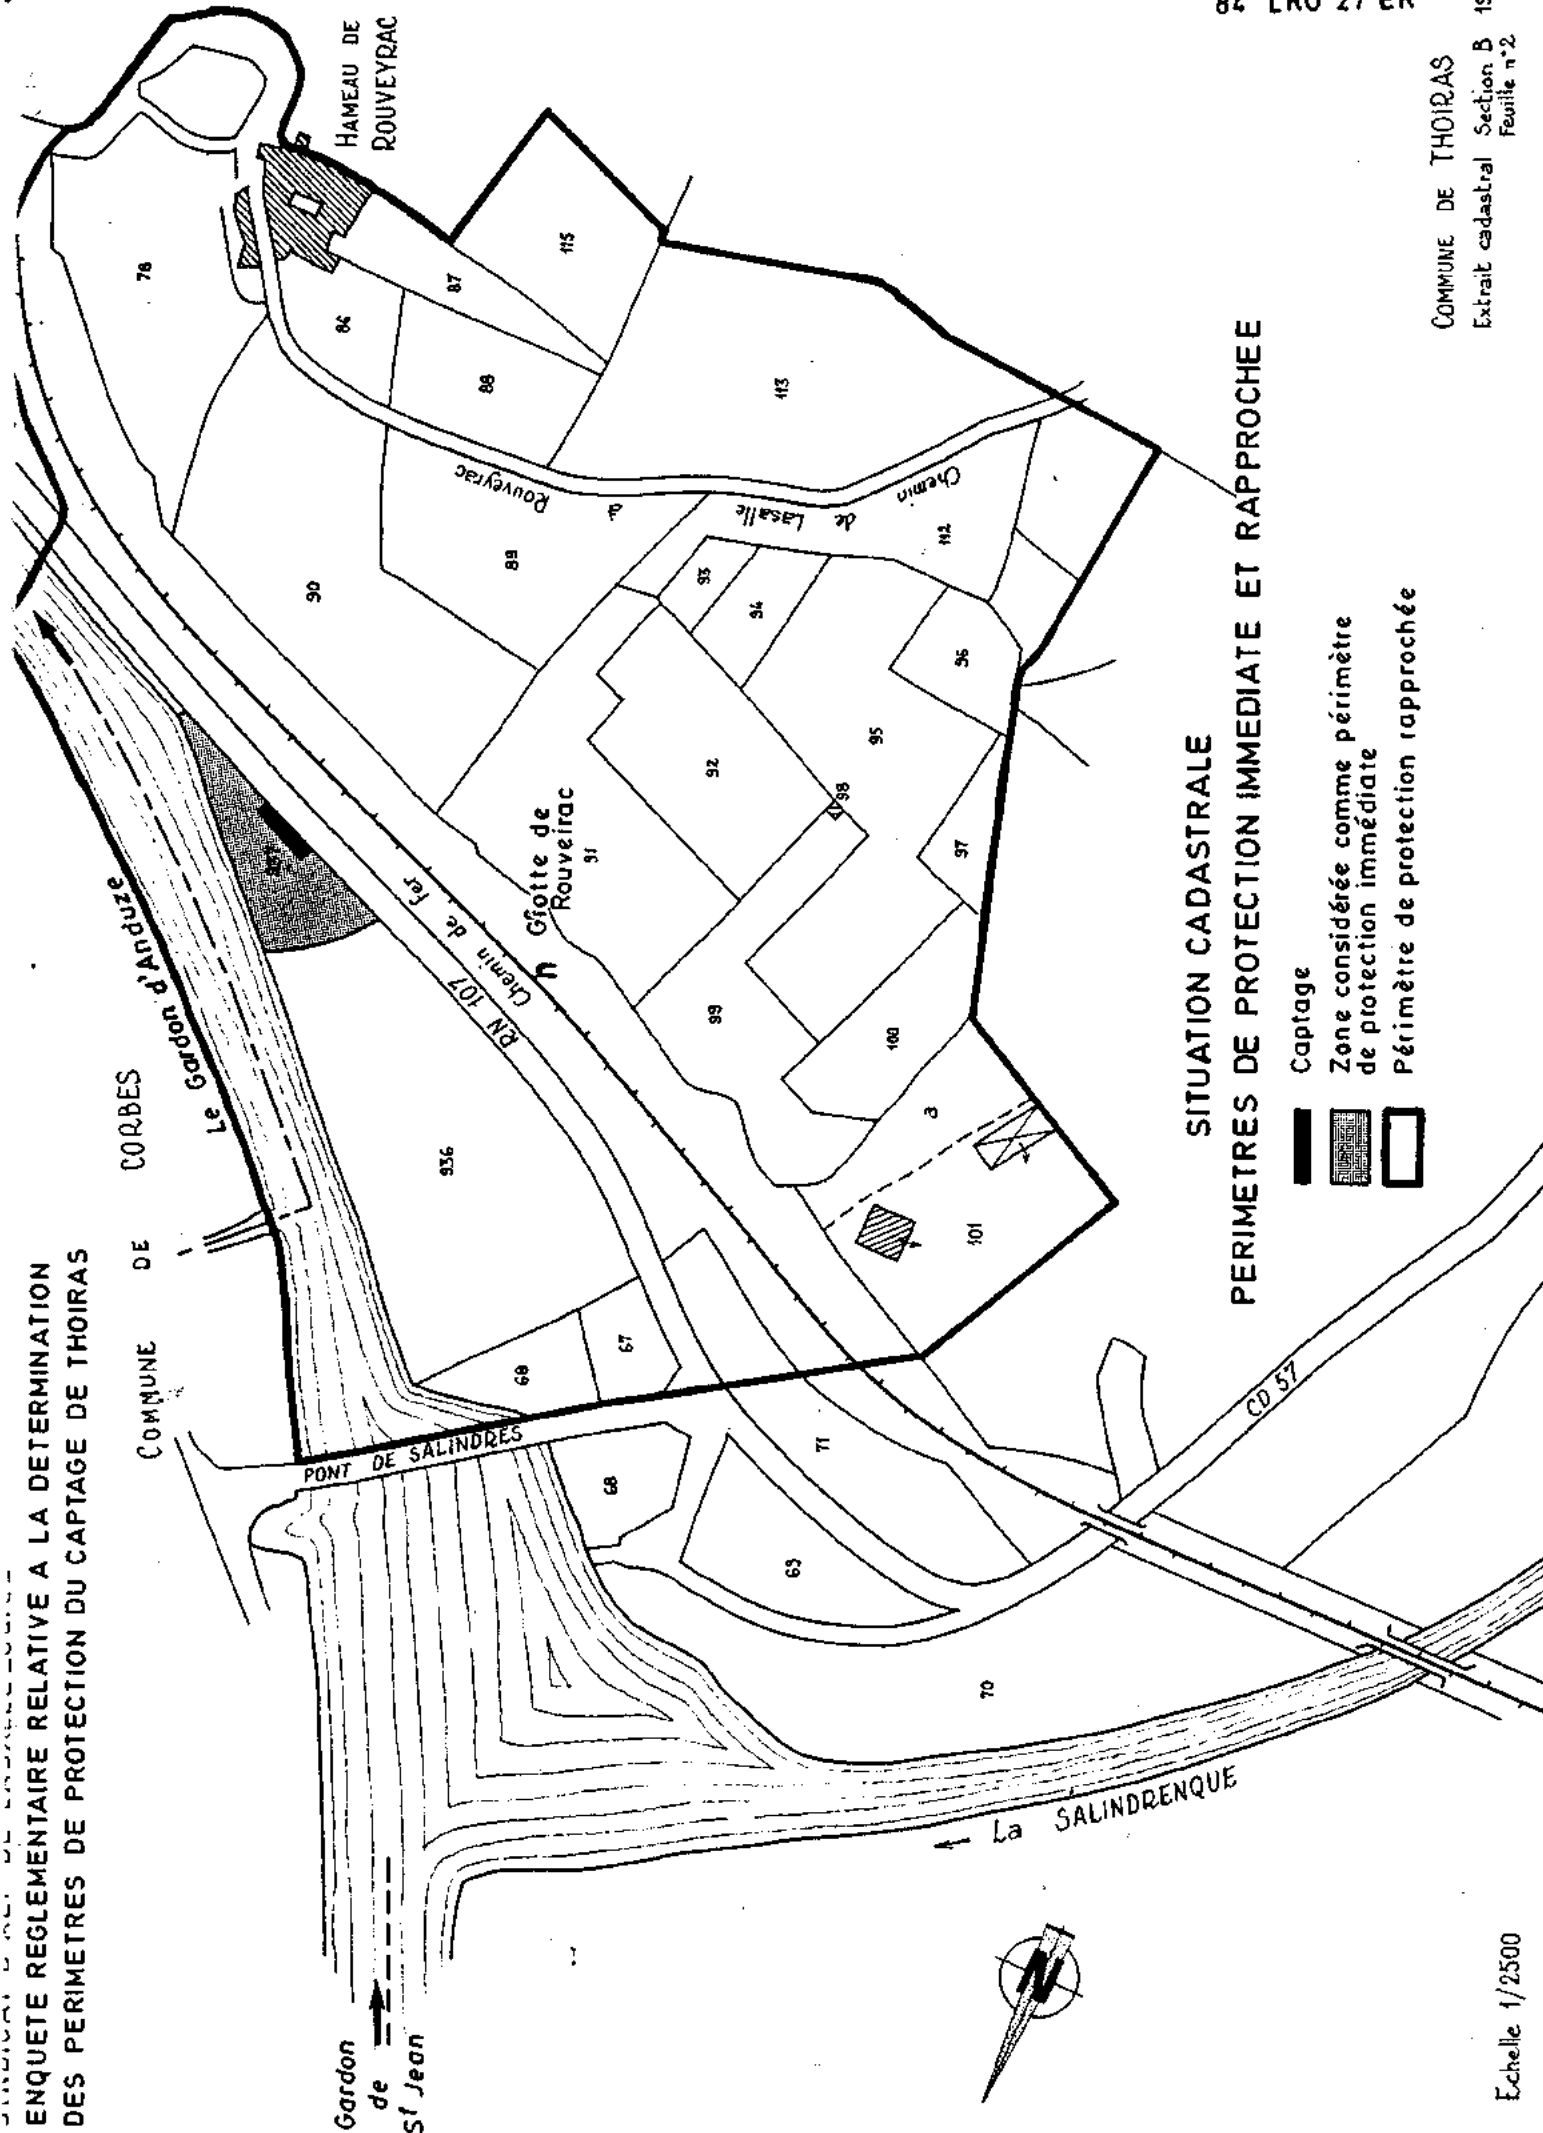 82 LRO 27 ER
ENQUETE REGLEMENTAIRE RELATIVE A LA DETERMINATION
DES PERIMETRES DE PROTECTION DU CAPTAGE DE THOIRAS
COMMUNE DE CORBES
Le Gardon d'Anduze
HAMEAU DE
ROUVEYRAC
PONT DE SALINDRES
Gardon
de
St Jean
RN 107
Chemin de fer
Grotte de
Rouveirac
Chemin de Lasalle à Rouveyrac
CD 57
La SALINDRENQUE
78
86
87
115
88
113
90
89
93
94
112
96
95
92
98
91
97
99
100
a
101
936
68
67
68
71
69
70
N
SITUATION CADASTRALE
PERIMETRES DE PROTECTION IMMEDIATE ET RAPPROCHEE
Captage
Zone considérée comme périmètre
de protection immédiate
Périmètre de protection rapprochée
COMMUNE DE THOIRAS
Extrait cadastral Section B
Feuille n°2
Echelle 1/2500